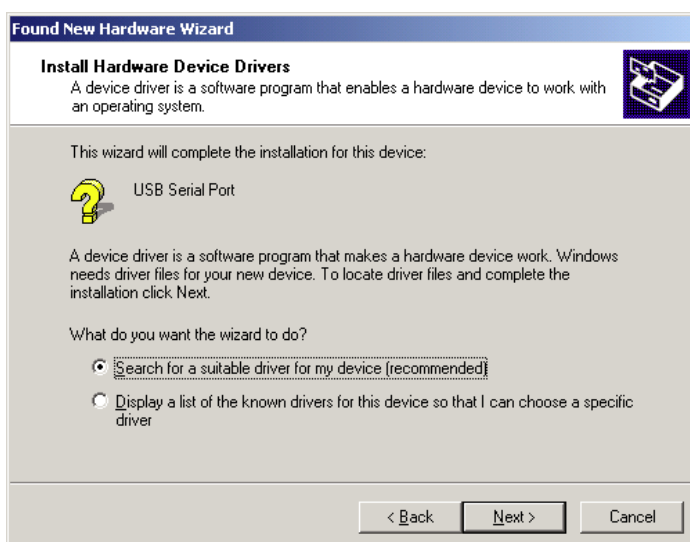 Found New Hardware Wizard
Install Hardware Device Drivers
A device driver is a software program that enables a hardware device to work with
an operating system.
This wizard will complete the installation for this device:
USB Serial Port
A device driver is a software program that makes a hardware device work. Windows
needs driver files for your new device. To locate driver files and complete the
installation click Next.
What do you want the wizard to do?
Search for a suitable driver for my device (recommended)
Display a list of the known drivers for this device so that I can choose a specific
driver
< Back Next > Cancel